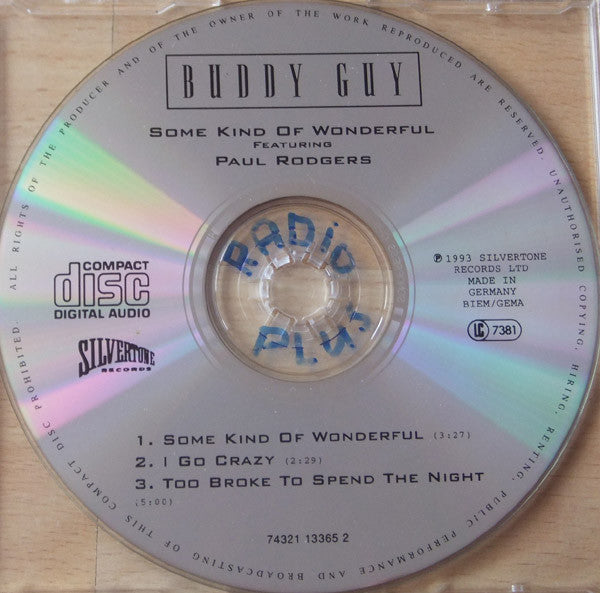 BUDDY GUY
SOME KIND OF WONDERFUL
FEATURING
PAUL RODGERS
RADiO
PLUS
COMPACT
disc
DIGITAL AUDIO
SILVERTONE
RECORDS
℗ 1993 SILVERTONE
RECORDS LTD
MADE IN
GERMANY
BIEM/GEMA
LC 7381
1. SOME KIND OF WONDERFUL (3:27)
2. I GO CRAZY (2:29)
3. TOO BROKE TO SPEND THE NIGHT
(5:00)
74321 13365 2
ALL RIGHTS OF THE PRODUCER AND OF THE OWNER OF THE WORK REPRODUCED ARE RESERVED. UNAUTHORISED COPYING, HIRING, RENTING, PUBLIC PERFORMANCE AND BROADCASTING OF THIS COMPACT DISC PROHIBITED.